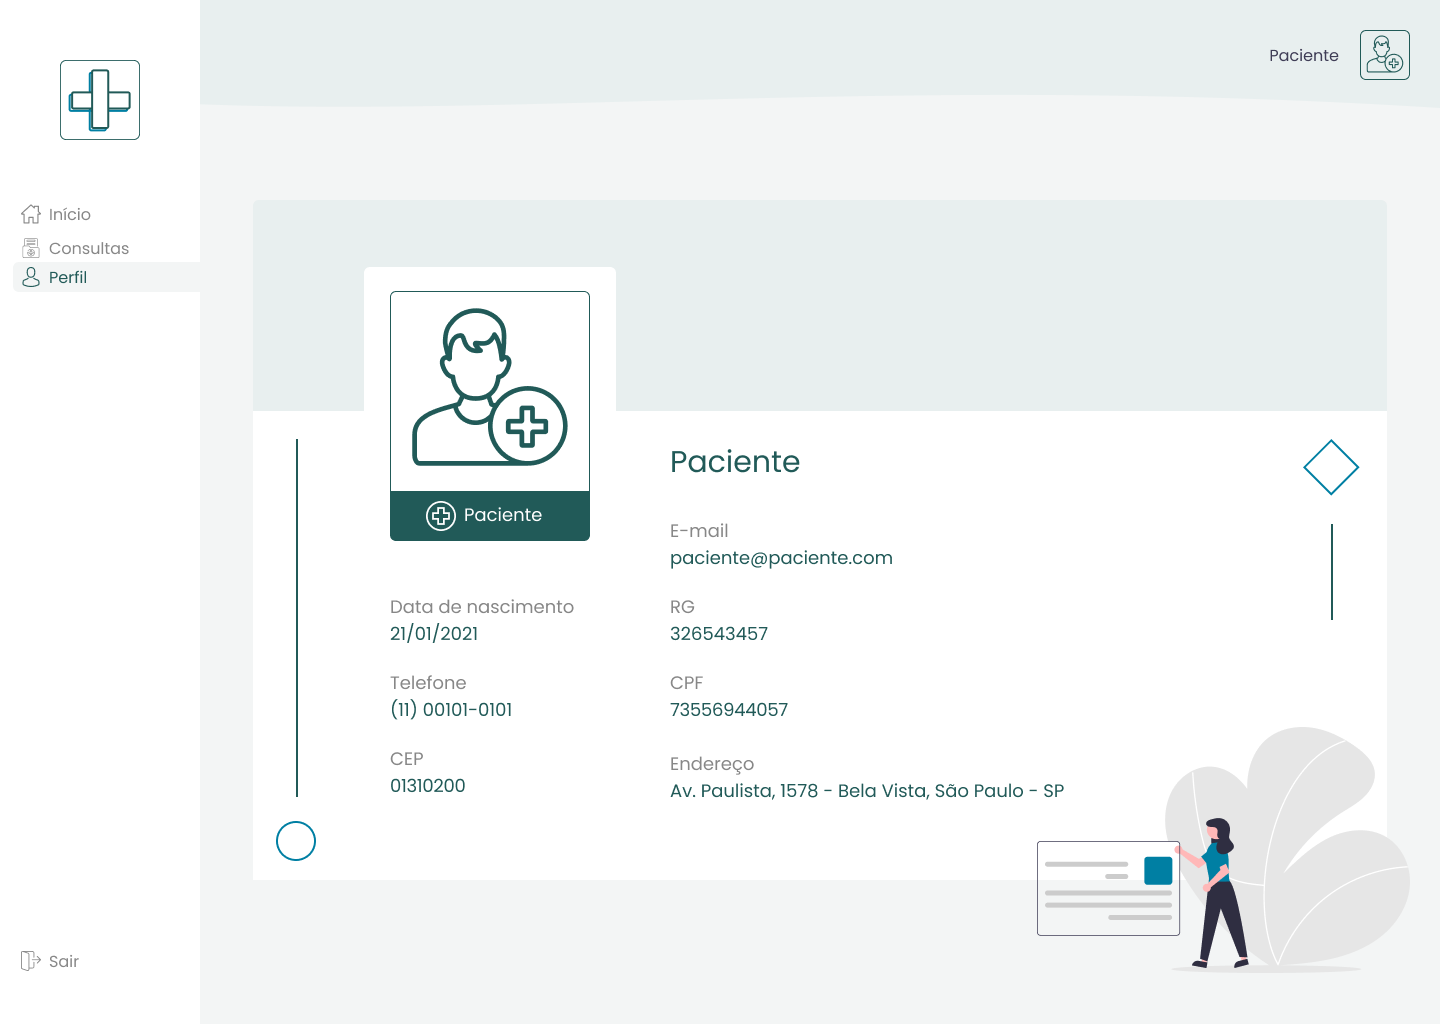 Paciente
Início
Consultas
Perfil
Sair
Paciente
Data de nascimento
21/01/2021
Telefone
(11) 00101-0101
CEP
01310200
Paciente
E-mail
paciente@paciente.com
RG
326543457
CPF
73556944057
Endereço
Av. Paulista, 1578 - Bela Vista, São Paulo - SP